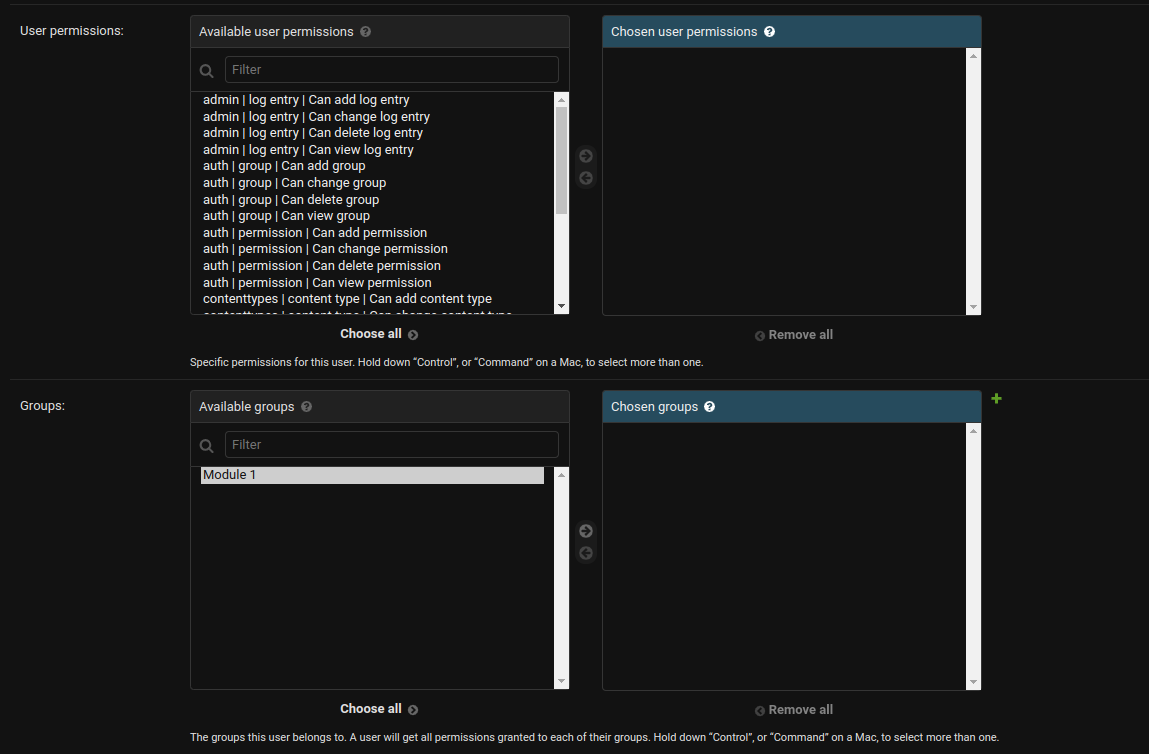 User permissions:
Available user permissions ?
Chosen user permissions ?
Filter
admin | log entry | Can add log entry
admin | log entry | Can change log entry
admin | log entry | Can delete log entry
admin | log entry | Can view log entry
auth | group | Can add group
auth | group | Can change group
auth | group | Can delete group
auth | group | Can view group
auth | permission | Can add permission
auth | permission | Can change permission
auth | permission | Can delete permission
auth | permission | Can view permission
contenttypes | content type | Can add content type
contenttypes | content type | Can change content type
Choose all
Remove all
Specific permissions for this user. Hold down “Control”, or “Command” on a Mac, to select more than one.
Groups:
Available groups ?
Chosen groups ?
Filter
Module 1
Choose all
Remove all
The groups this user belongs to. A user will get all permissions granted to each of their groups. Hold down “Control”, or “Command” on a Mac, to select more than one.